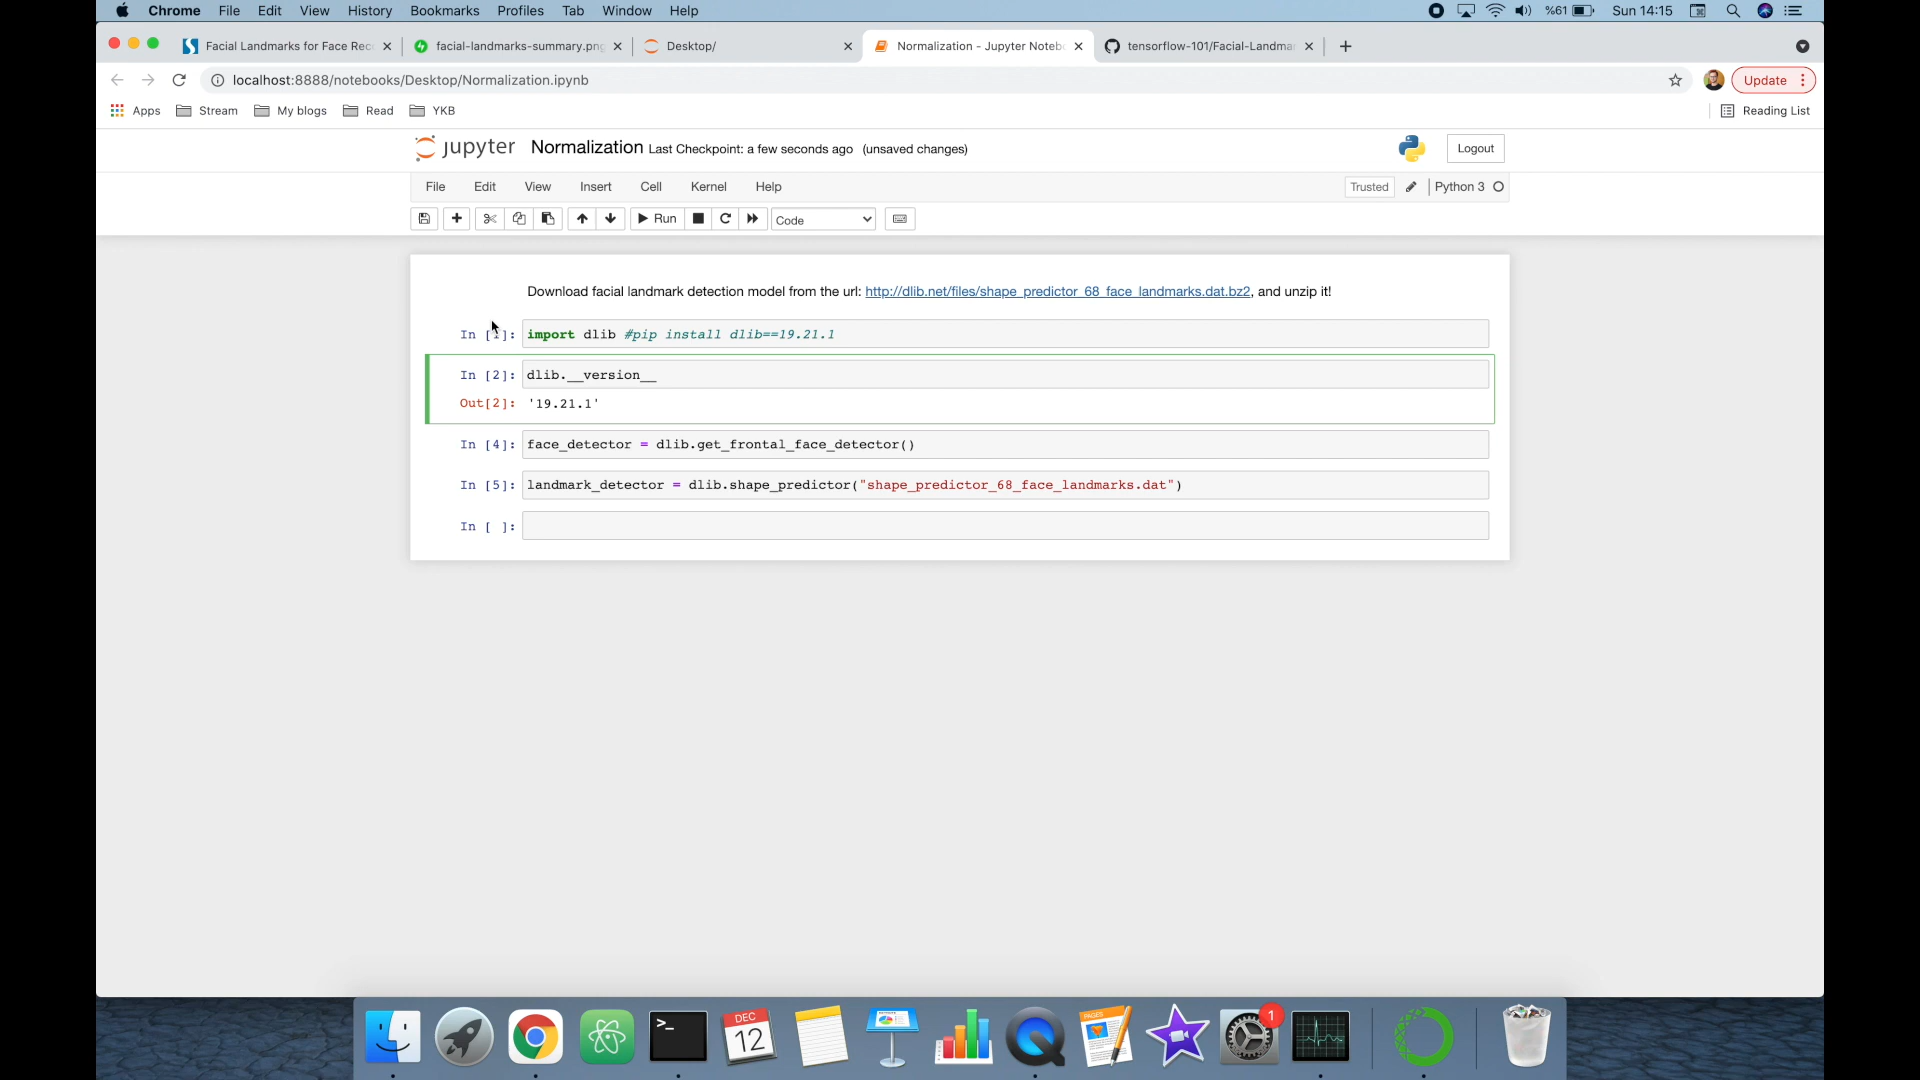 Chrome File Edit View History Bookmarks Profiles Tab Window Help %61 Sun 14:15
Facial Landmarks for Face Rec facial-landmarks-summary.png Desktop/ Normalization - Jupyter Noteb tensorflow-101/Facial-Landma
localhost:8888/notebooks/Desktop/Normalization.ipynb Update
Apps Stream My blogs Read YKB Reading List
jupyter Normalization Last Checkpoint: a few seconds ago (unsaved changes) Logout
File Edit View Insert Cell Kernel Help Trusted Python 3
Run Code
Download facial landmark detection model from the url: http://dlib.net/files/shape_predictor_68_face_landmarks.dat.bz2, and unzip it!
In [1]: import dlib #pip install dlib==19.21.1
In [2]: dlib.__version__
Out[2]: '19.21.1'
In [4]: face_detector = dlib.get_frontal_face_detector()
In [5]: landmark_detector = dlib.shape_predictor("shape_predictor_68_face_landmarks.dat")
In [ ]:
DEC
12
PAGES
1